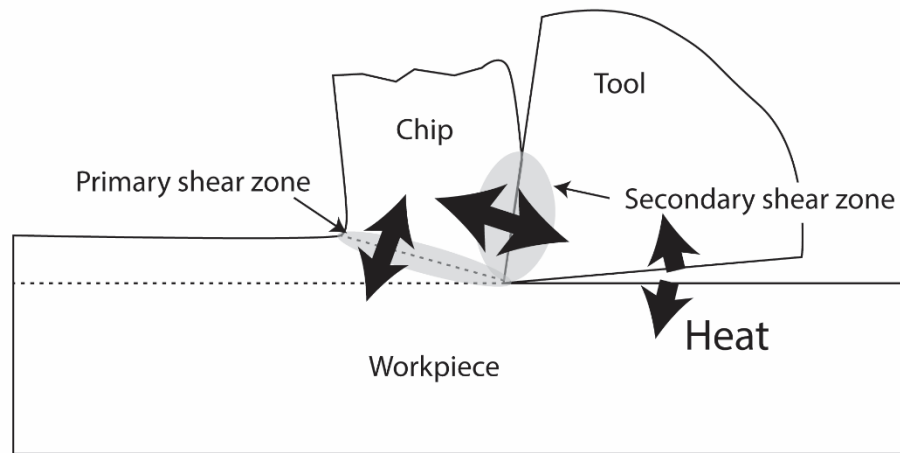 Tool
Chip
Primary shear zone
Secondary shear zone
Heat
Workpiece